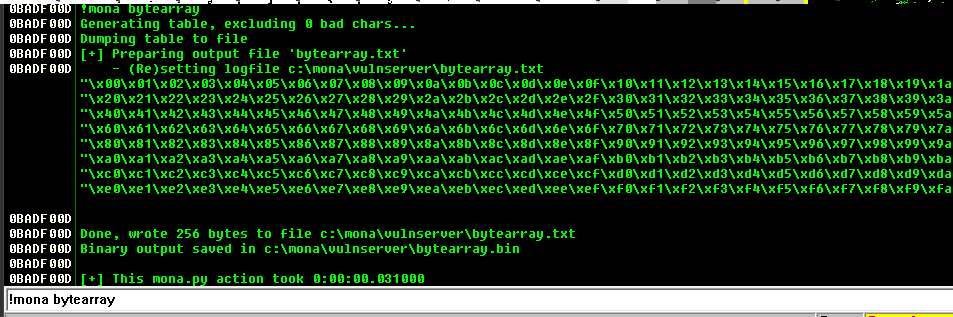 0BADF00D !mona bytearray
0BADF00D Generating table, excluding 0 bad chars...
0BADF00D Dumping table to file
0BADF00D [+] Preparing output file 'bytearray.txt'
0BADF00D - (Re)setting logfile c:\mona\vulnserver\bytearray.txt
"\x00\x01\x02\x03\x04\x05\x06\x07\x08\x09\x0a\x0b\x0c\x0d\x0e\x0f\x10\x11\x12\x13\x14\x15\x16\x17\x18\x19\x1a
"\x20\x21\x22\x23\x24\x25\x26\x27\x28\x29\x2a\x2b\x2c\x2d\x2e\x2f\x30\x31\x32\x33\x34\x35\x36\x37\x38\x39\x3a
"\x40\x41\x42\x43\x44\x45\x46\x47\x48\x49\x4a\x4b\x4c\x4d\x4e\x4f\x50\x51\x52\x53\x54\x55\x56\x57\x58\x59\x5a
"\x60\x61\x62\x63\x64\x65\x66\x67\x68\x69\x6a\x6b\x6c\x6d\x6e\x6f\x70\x71\x72\x73\x74\x75\x76\x77\x78\x79\x7a
"\x80\x81\x82\x83\x84\x85\x86\x87\x88\x89\x8a\x8b\x8c\x8d\x8e\x8f\x90\x91\x92\x93\x94\x95\x96\x97\x98\x99\x9a
"\xa0\xa1\xa2\xa3\xa4\xa5\xa6\xa7\xa8\xa9\xaa\xab\xac\xad\xae\xaf\xb0\xb1\xb2\xb3\xb4\xb5\xb6\xb7\xb8\xb9\xba
"\xc0\xc1\xc2\xc3\xc4\xc5\xc6\xc7\xc8\xc9\xca\xcb\xcc\xcd\xce\xcf\xd0\xd1\xd2\xd3\xd4\xd5\xd6\xd7\xd8\xd9\xda
"\xe0\xe1\xe2\xe3\xe4\xe5\xe6\xe7\xe8\xe9\xea\xeb\xec\xed\xee\xef\xf0\xf1\xf2\xf3\xf4\xf5\xf6\xf7\xf8\xf9\xfa
0BADF00D
0BADF00D Done, wrote 256 bytes to file c:\mona\vulnserver\bytearray.txt
0BADF00D Binary output saved in c:\mona\vulnserver\bytearray.bin
0BADF00D
0BADF00D [+] This mona.py action took 0:00:00.031000
!mona bytearray